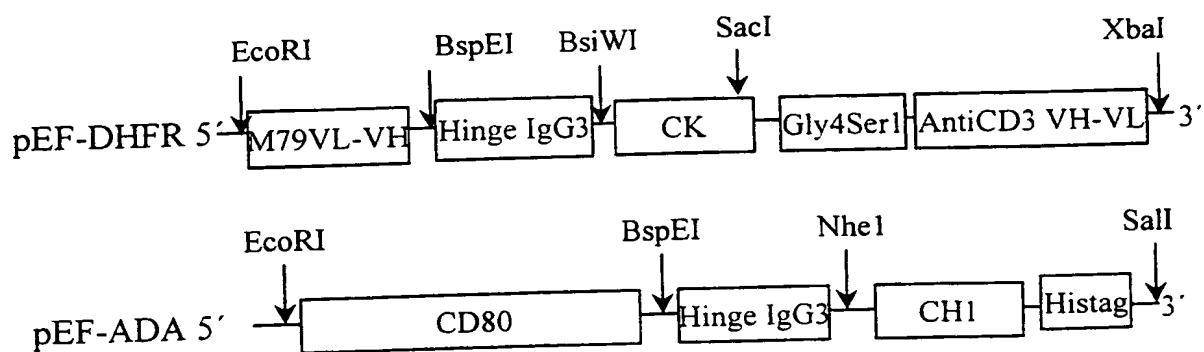 EcoRI BspEI BsiWI SacI XbaI
pEF-DHFR 5´ M79VL-VH Hinge IgG3 CK Gly4Ser1 AntiCD3 VH-VL 3´
EcoRI BspEI Nhe1 SalI
pEF-ADA 5´ CD80 Hinge IgG3 CH1 Histag 3´